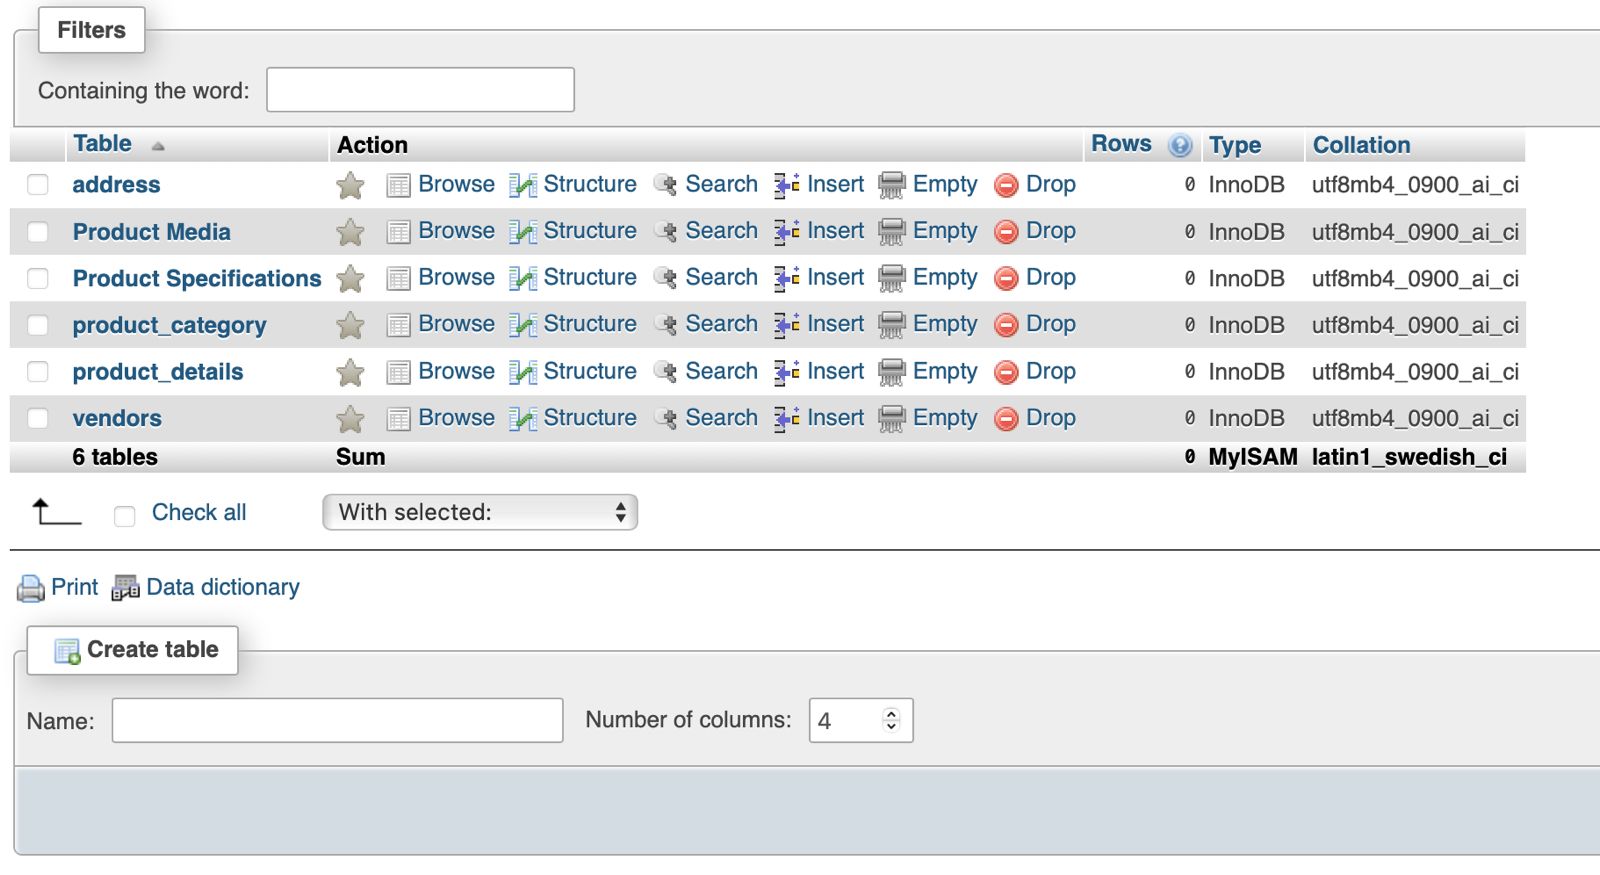 Filters
Containing the word:
Table Action Rows Type Collation
address Browse Structure Search Insert Empty Drop 0 InnoDB utf8mb4_0900_ai_ci
Product Media Browse Structure Search Insert Empty Drop 0 InnoDB utf8mb4_0900_ai_ci
Product Specifications Browse Structure Search Insert Empty Drop 0 InnoDB utf8mb4_0900_ai_ci
product_category Browse Structure Search Insert Empty Drop 0 InnoDB utf8mb4_0900_ai_ci
product_details Browse Structure Search Insert Empty Drop 0 InnoDB utf8mb4_0900_ai_ci
vendors Browse Structure Search Insert Empty Drop 0 InnoDB utf8mb4_0900_ai_ci
6 tables Sum 0 MyISAM latin1_swedish_ci
Check all With selected:
Print Data dictionary
Create table
Name: Number of columns: 4